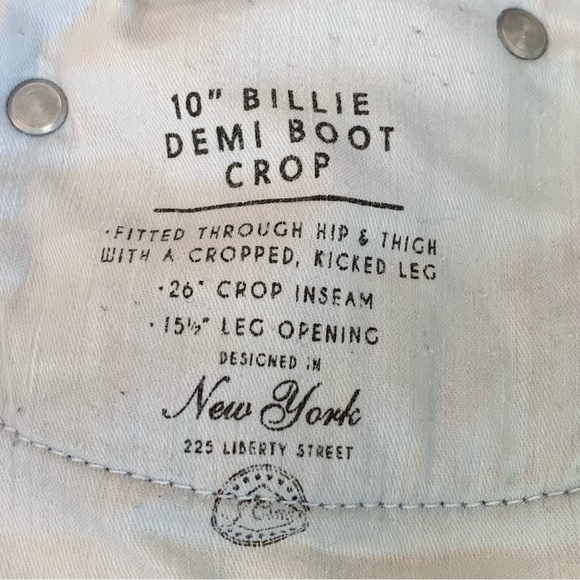 10" BILLIE
DEMI BOOT
CROP
·FITTED THROUGH HIP & THIGH
WITH A CROPPED, KICKED LEG
·26" CROP INSEAM
·15½" LEG OPENING
DESIGNED IN
New York
225 LIBERTY STREET
J.Crew